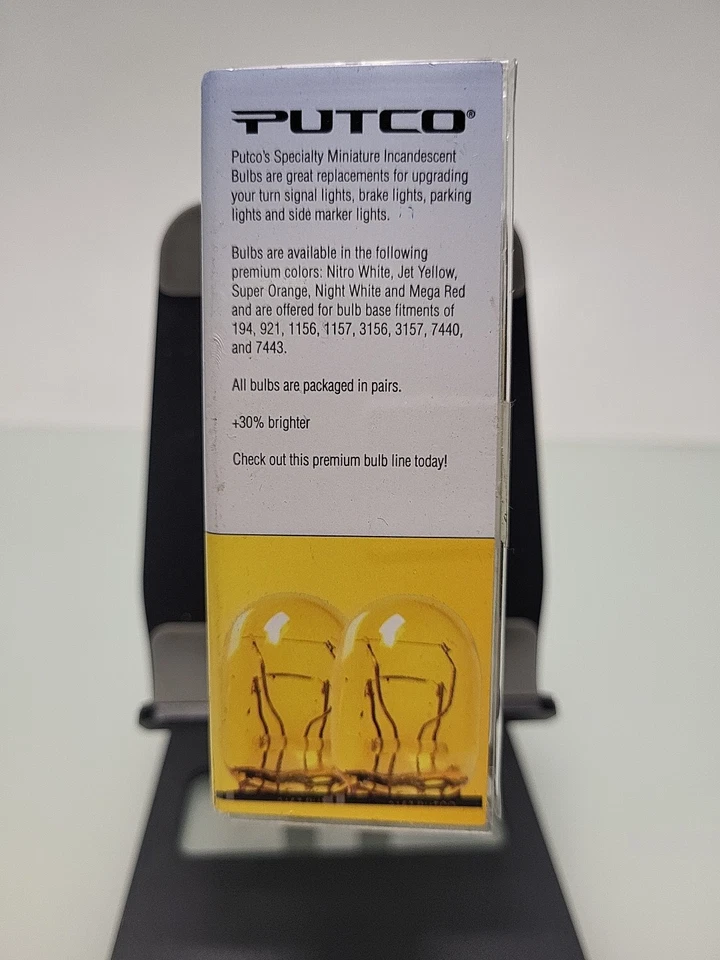 PUTCO®
Putco's Specialty Miniature Incandescent
Bulbs are great replacements for upgrading
your turn signal lights, brake lights, parking
lights and side marker lights.
Bulbs are available in the following
premium colors: Nitro White, Jet Yellow,
Super Orange, Night White and Mega Red
and are offered for bulb base fitments of
194, 921, 1156, 1157, 3156, 3157, 7440,
and 7443.
All bulbs are packaged in pairs.
+30% brighter
Check out this premium bulb line today!